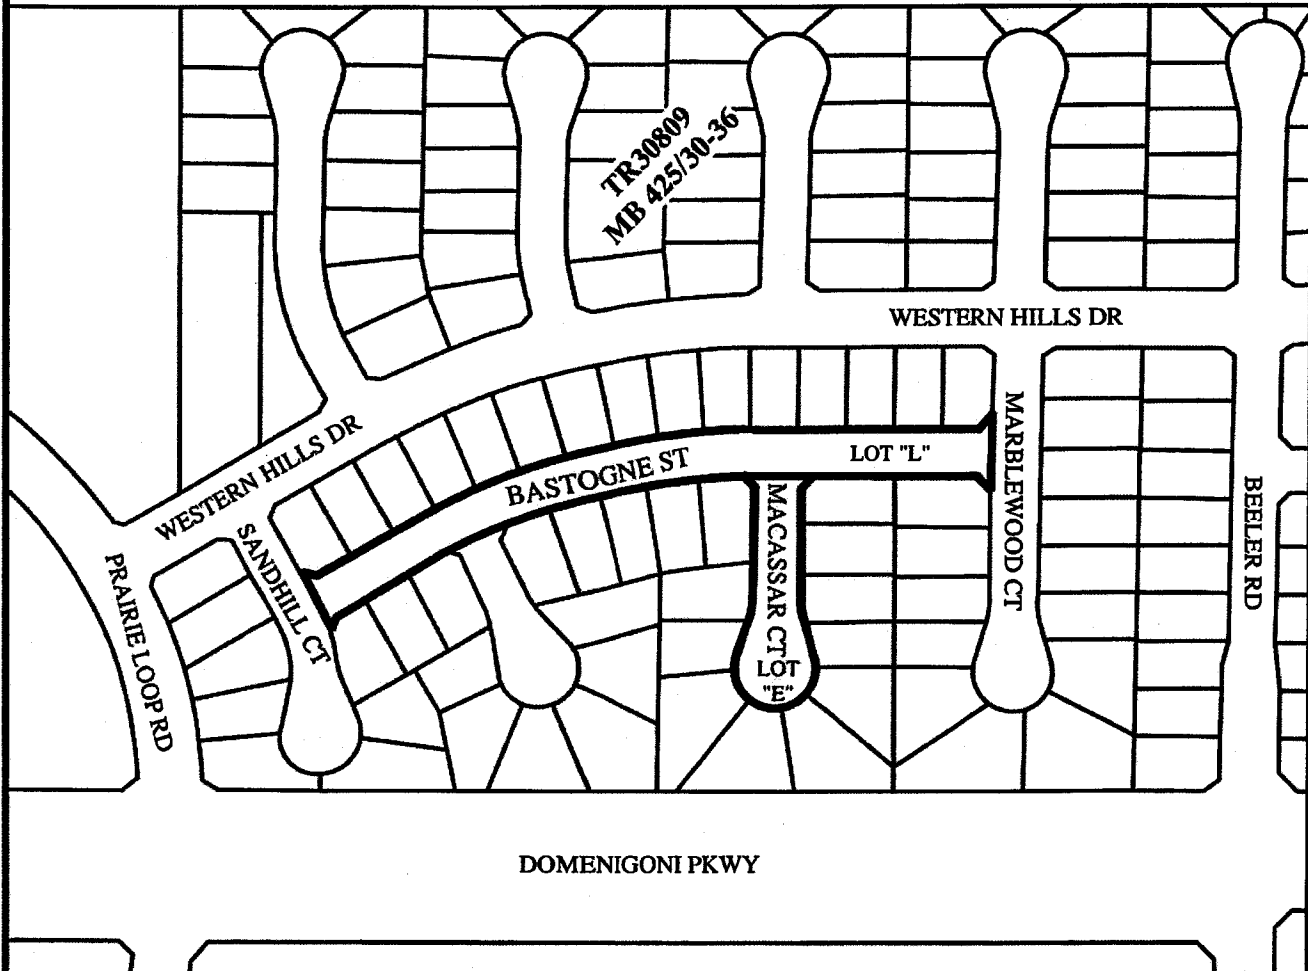 TR30809
MB 425/30-36
WESTERN HILLS DR
WESTERN HILLS DR
BASTOGNE ST
LOT "L"
SANDHILL CT
MACASSAR CT
LOT
"E"
MARBLEWOOD CT
BEELER RD
PRAIRIE LOOP RD
DOMENIGONI PKWY